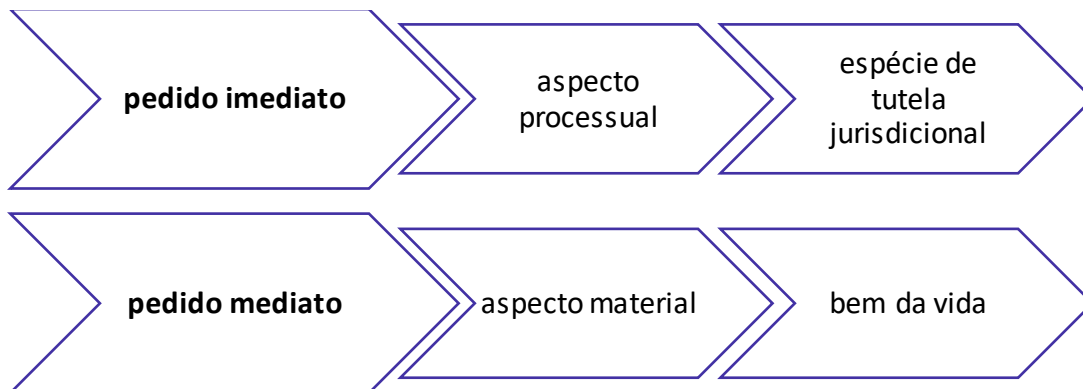 pedido imediato
aspecto
processual
espécie de
tutela
jurisdicional
pedido mediato
aspecto material
bem da vida